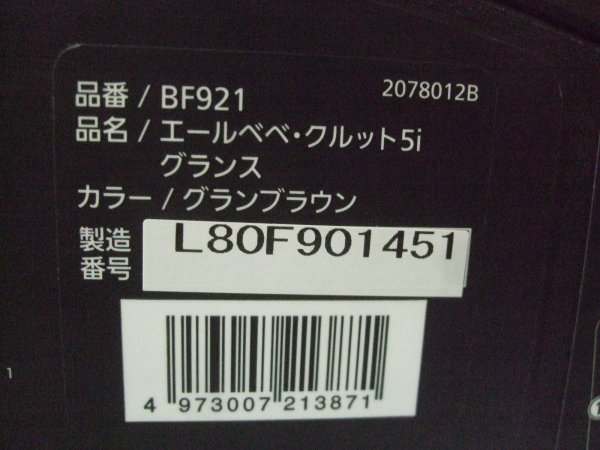 品番 / BF921 2078012B
品名 / エールベベ・クルット5i
グランス
カラー / グランブラウン
製造番号 L80F901451
4 973007 213871
1